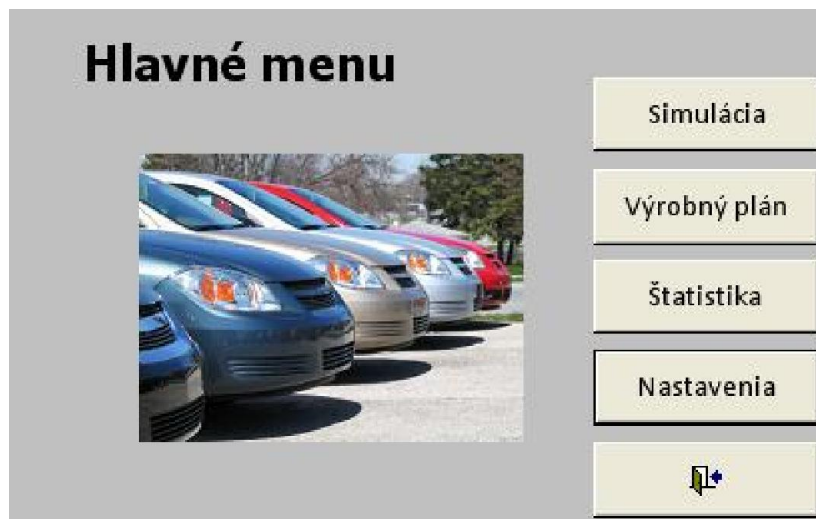 Hlavné menu
Simulácia
Výrobný plán
Štatistika
Nastavenia